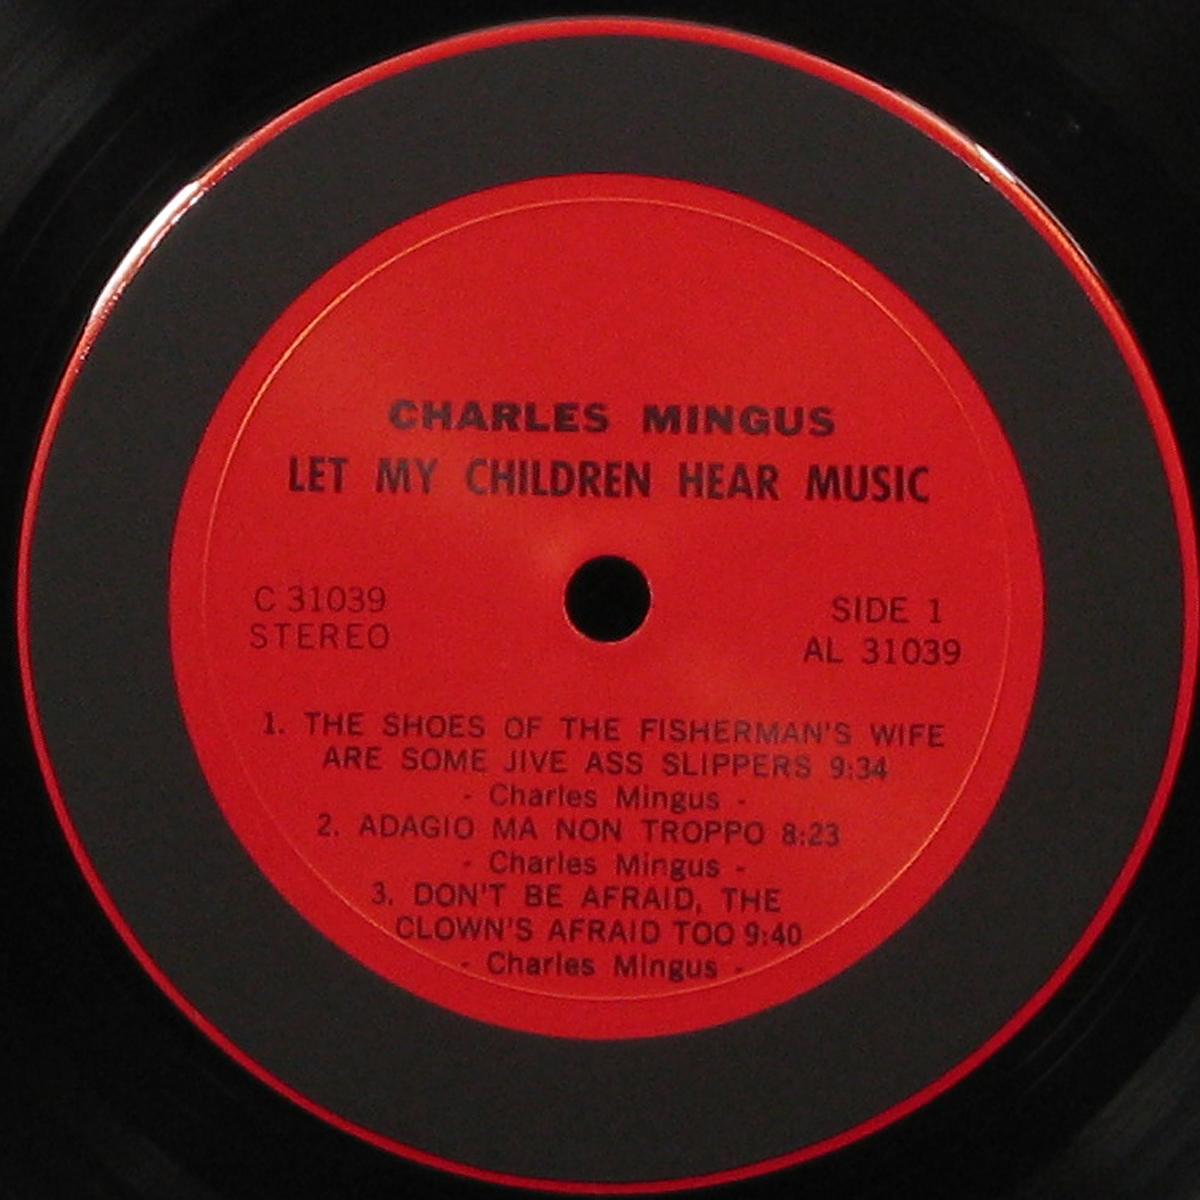 CHARLES MINGUS
LET MY CHILDREN HEAR MUSIC
C 31039
STEREO
SIDE 1
AL 31039
1. THE SHOES OF THE FISHERMAN'S WIFE
ARE SOME JIVE ASS SLIPPERS 9:34
- Charles Mingus -
2. ADAGIO MA NON TROPPO 8:23
- Charles Mingus -
3. DON'T BE AFRAID, THE
CLOWN'S AFRAID TOO 9:40
- Charles Mingus -